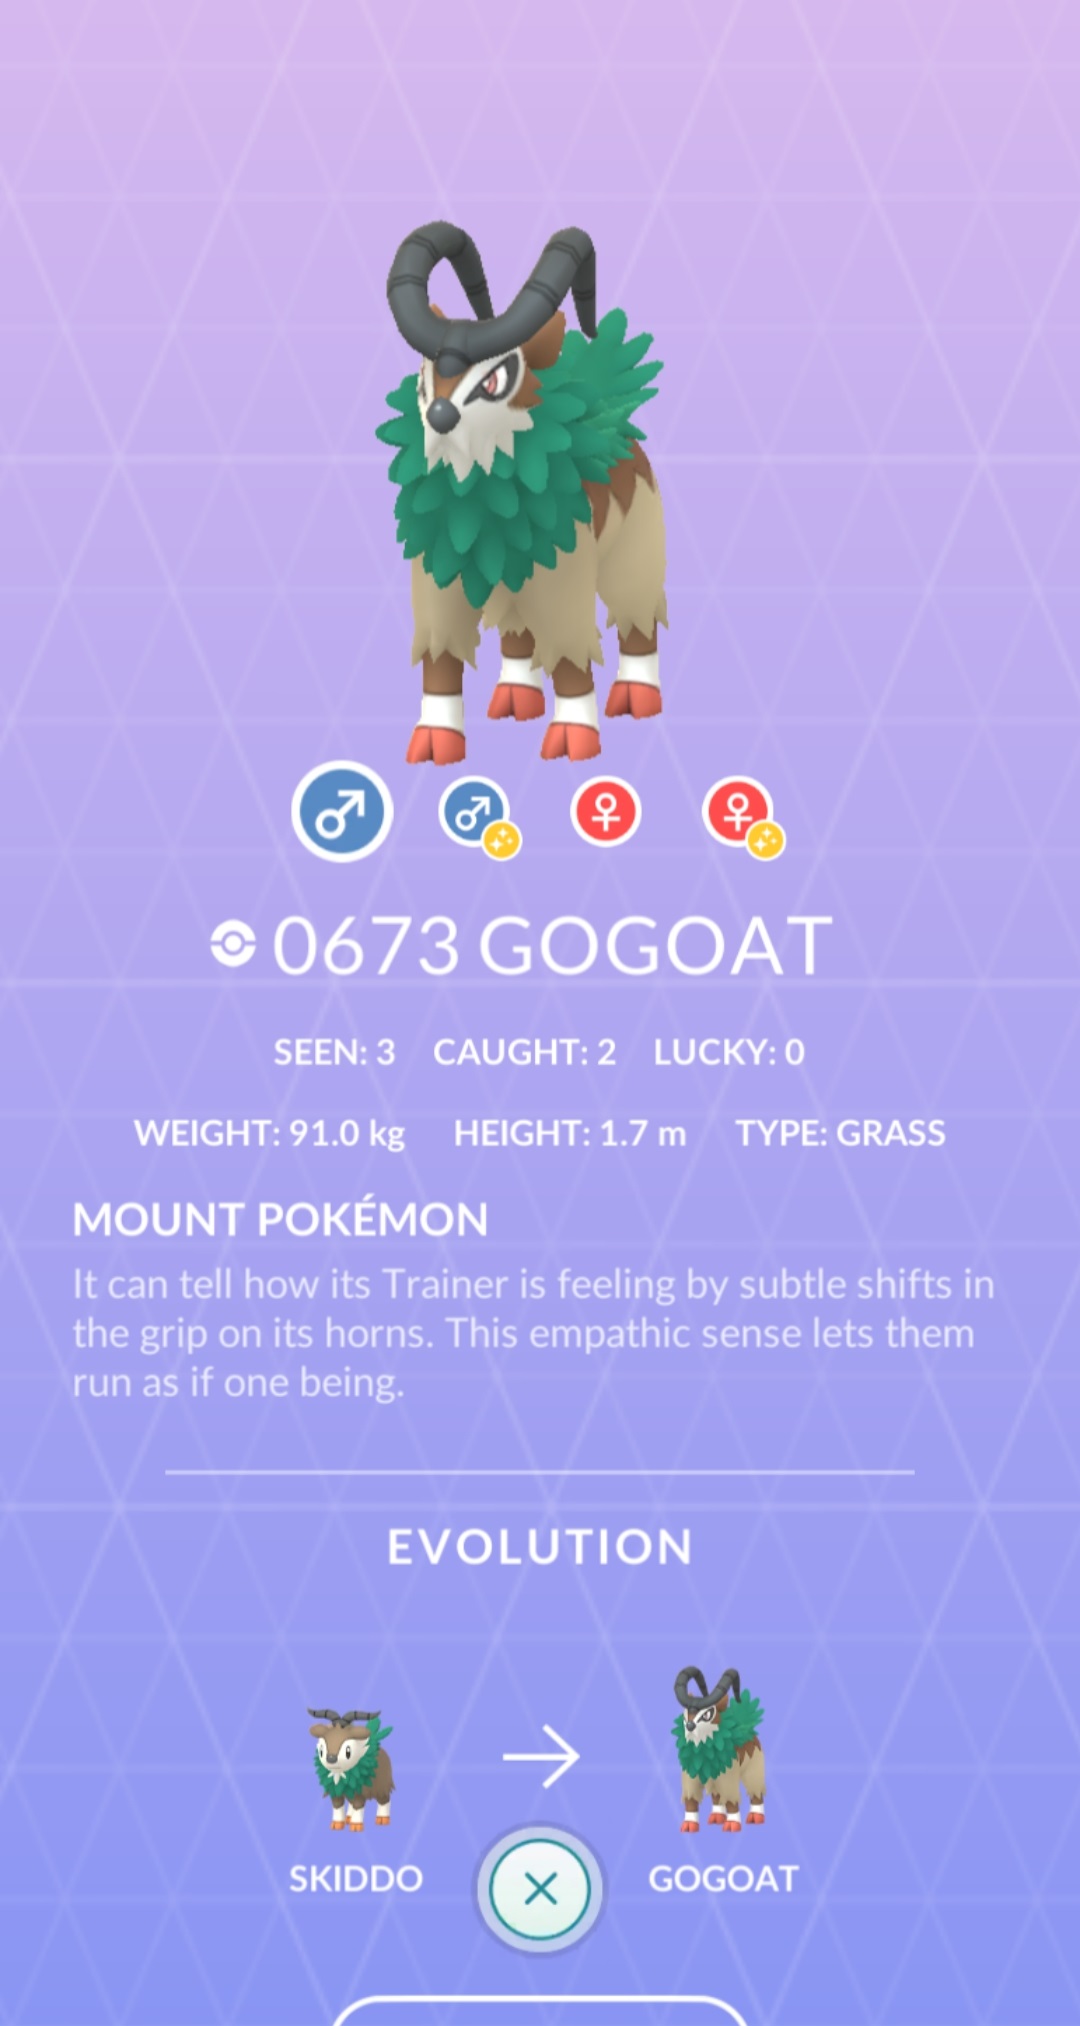 0673 GOGOAT
SEEN: 3 CAUGHT: 2 LUCKY: 0
WEIGHT: 91.0 kg HEIGHT: 1.7 m TYPE: GRASS
MOUNT POKÉMON
It can tell how its Trainer is feeling by subtle shifts in
the grip on its horns. This empathic sense lets them
run as if one being.
EVOLUTION
SKIDDO GOGOAT